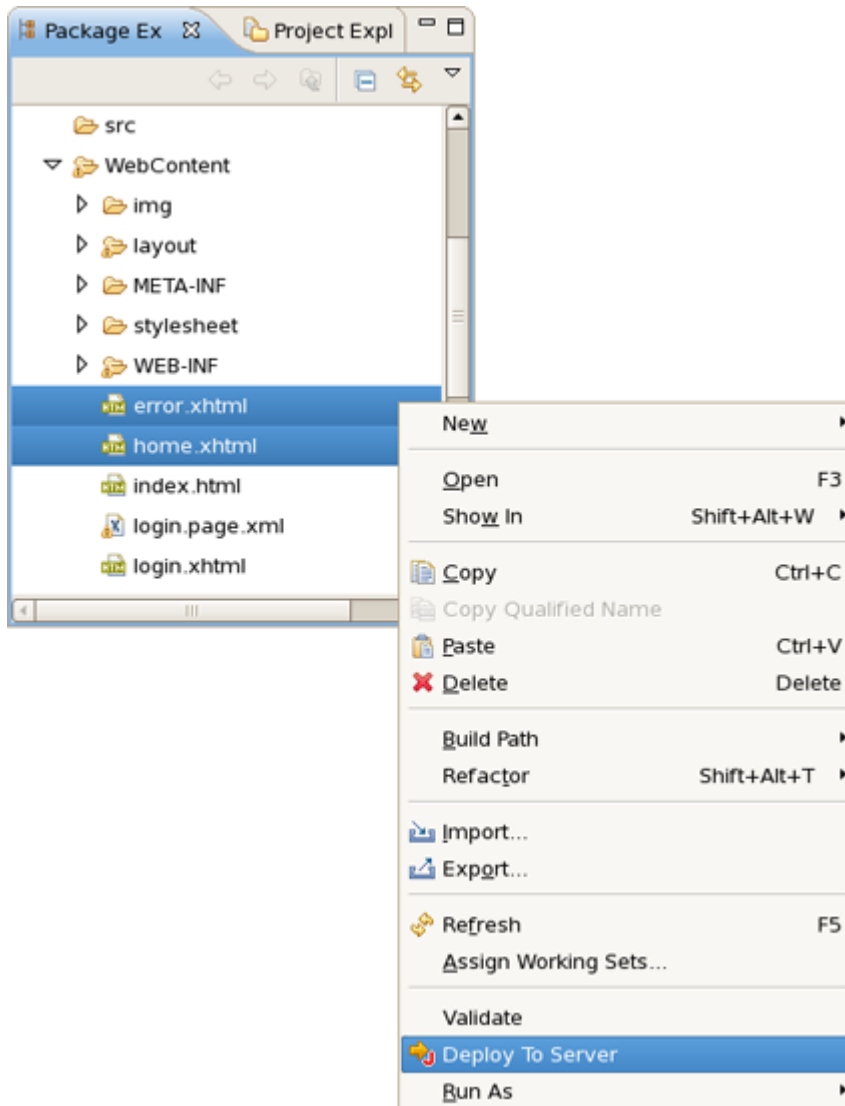 Package Ex Project Expl
src
WebContent
img
layout
META-INF
stylesheet
WEB-INF
error.xhtml
home.xhtml
index.html
login.page.xml
login.xhtml
New
Open F3
Show In Shift+Alt+W
Copy Ctrl+C
Copy Qualified Name
Paste Ctrl+V
Delete Delete
Build Path
Refactor Shift+Alt+T
Import...
Export...
Refresh F5
Assign Working Sets...
Validate
Deploy To Server
Run As